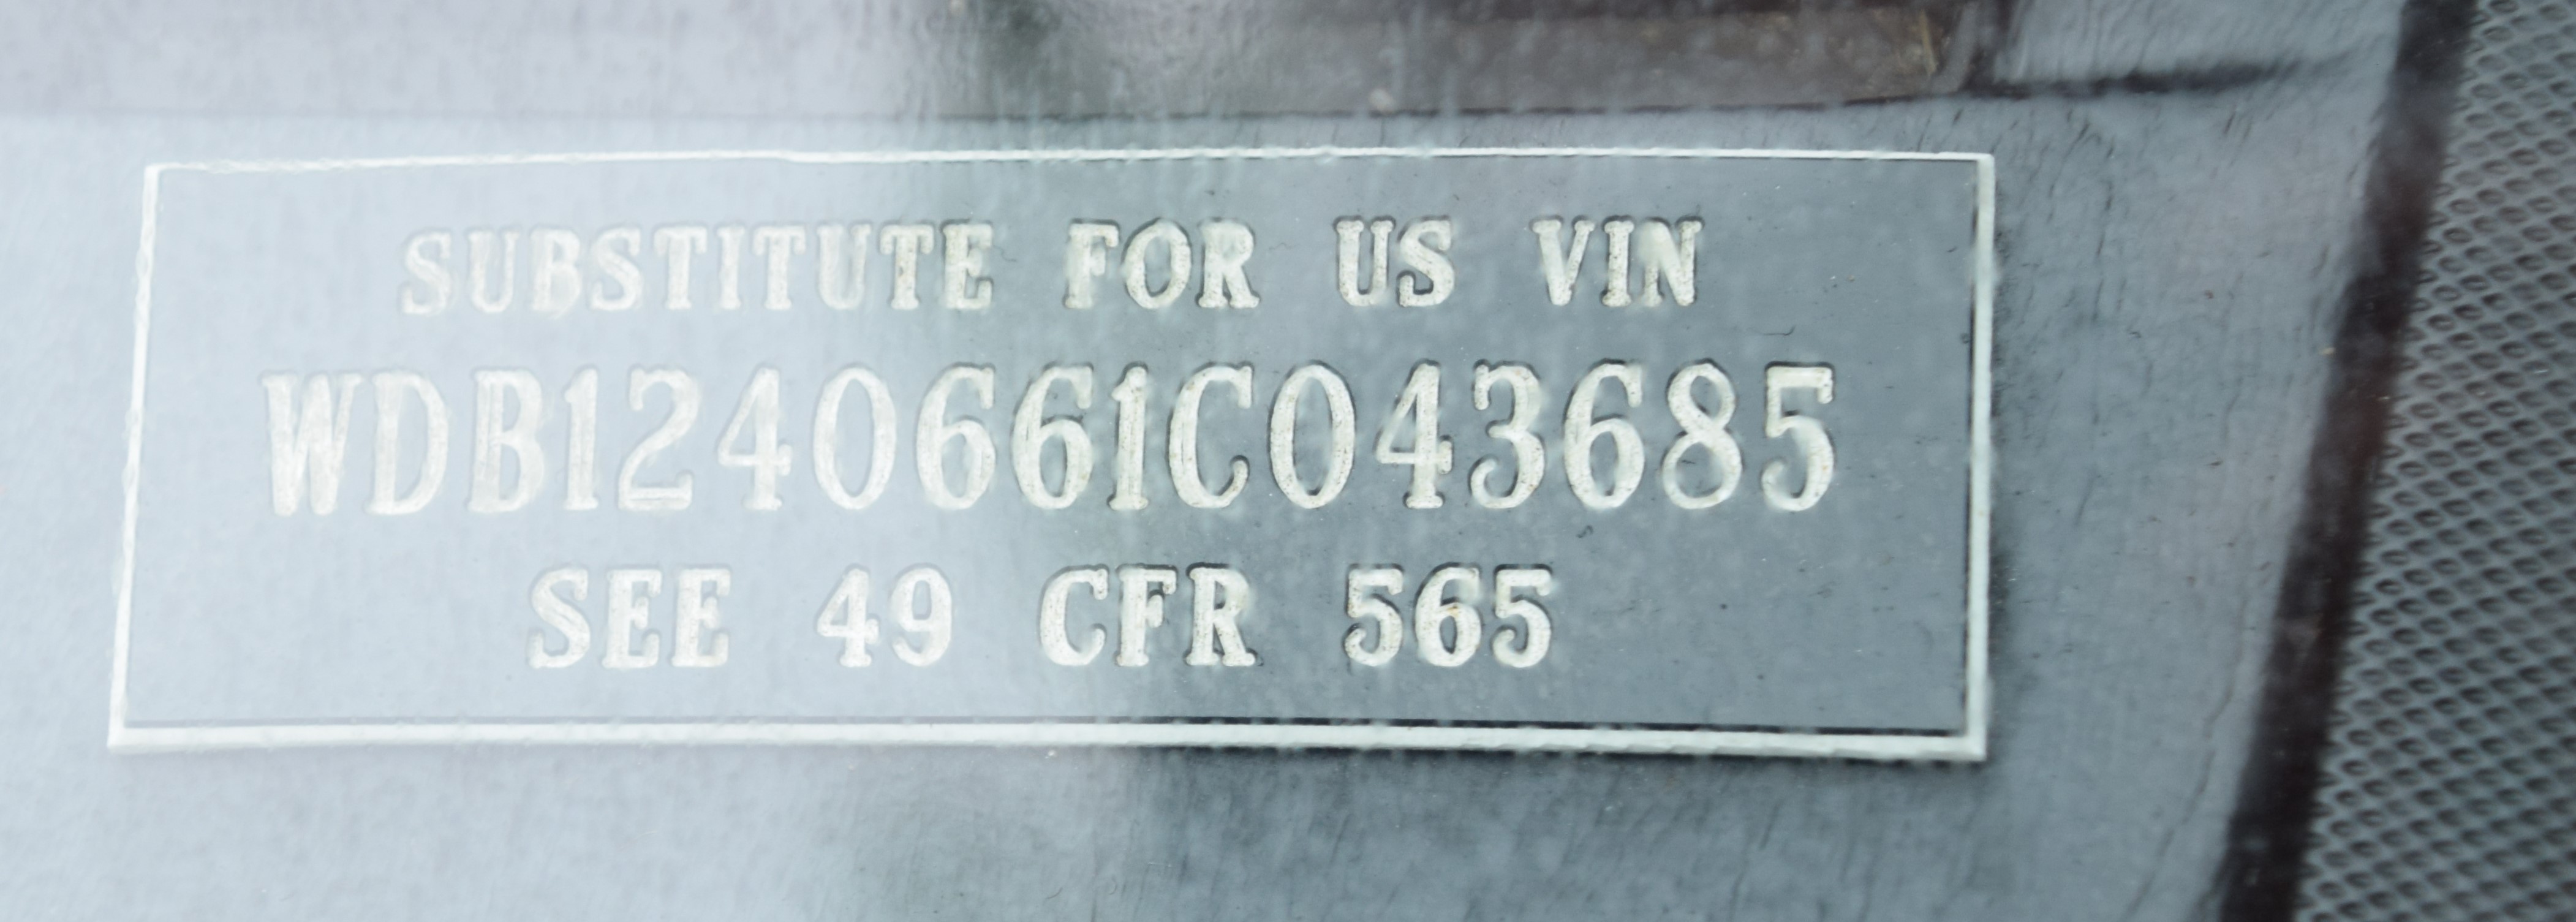 SUBSTITUTE FOR US VIN
WDB1240661C043685
SEE 49 CFR 565